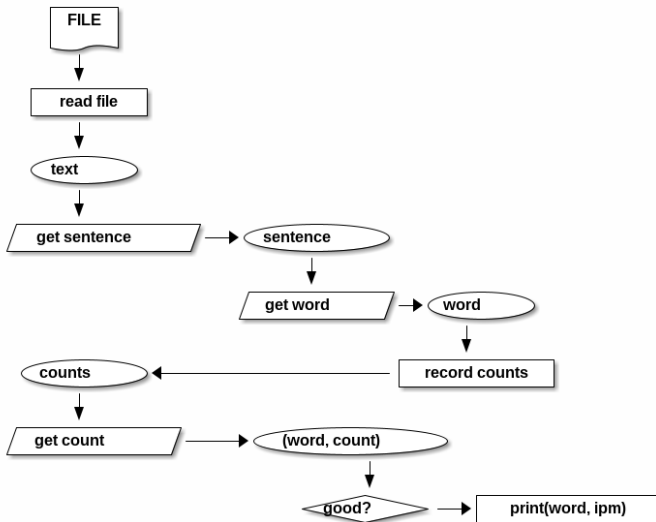 FILE
read file
text
get sentence
sentence
get word
word
counts
record counts
get count
(word, count)
good?
print(word, ipm)